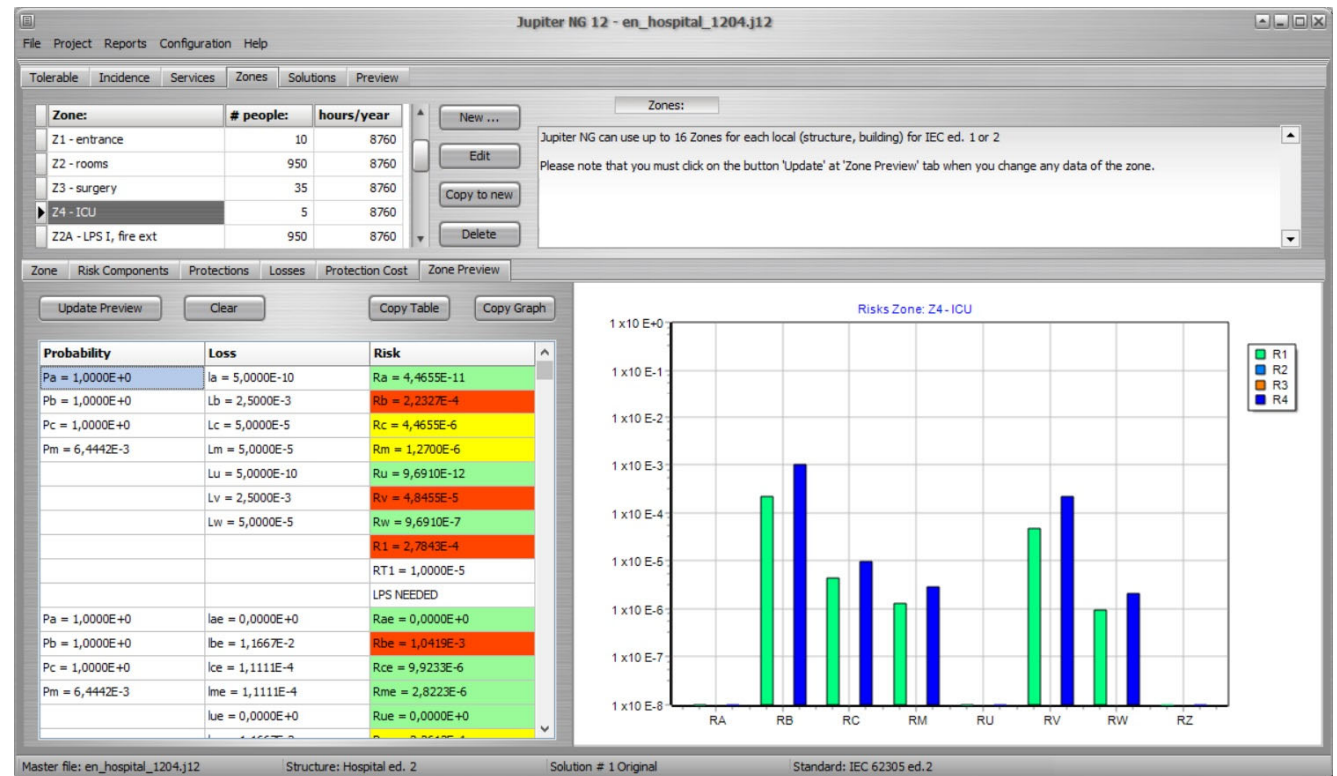 Jupiter NG 12 - en_hospital_1204.j12
File Project Reports Configuration Help
Tolerable Incidence Services Zones Solutions Preview
Zone: # people: hours/year
Z1 - entrance 10 8760
Z2 - rooms 950 8760
Z3 - surgery 35 8760
Z4 - ICU 5 8760
Z2A - LPS I, fire ext 950 8760
New ...
Edit
Copy to new
Delete
Zones:
Jupiter NG can use up to 16 Zones for each local (structure, building) for IEC ed. 1 or 2
Please note that you must click on the button 'Update' at 'Zone Preview' tab when you change any data of the zone.
Zone Risk Components Protections Losses Protection Cost Zone Preview
Update Preview Clear Copy Table Copy Graph
Probability Loss Risk
Pa = 1,0000E+0 la = 5,0000E-10 Ra = 4,4655E-11
Pb = 1,0000E+0 Lb = 2,5000E-3 Rb = 2,2327E-4
Pc = 1,0000E+0 Lc = 5,0000E-5 Rc = 4,4655E-6
Pm = 6,4442E-3 Lm = 5,0000E-5 Rm = 1,2700E-6
Lu = 5,0000E-10 Ru = 9,6910E-12
Lv = 2,5000E-3 Rv = 4,8455E-5
Lw = 5,0000E-5 Rw = 9,6910E-7
R1 = 2,7843E-4
RT1 = 1,0000E-5
LPS NEEDED
Pa = 1,0000E+0 lae = 0,0000E+0 Rae = 0,0000E+0
Pb = 1,0000E+0 lbe = 1,1667E-2 Rbe = 1,0419E-3
Pc = 1,0000E+0 lce = 1,1111E-4 Rce = 9,9233E-6
Pm = 6,4442E-3 lme = 1,1111E-4 Rme = 2,8223E-6
lue = 0,0000E+0 Rue = 0,0000E+0
Risks Zone: Z4 - ICU
1 x10 E+0
1 x10 E-1
1 x10 E-2
1 x10 E-3
1 x10 E-4
1 x10 E-5
1 x10 E-6
1 x10 E-7
1 x10 E-8
RA RB RC RM RU RV RW RZ
R1
R2
R3
R4
Master file: en_hospital_1204.j12 Structure: Hospital ed. 2 Solution # 1 Original Standard: IEC 62305 ed.2